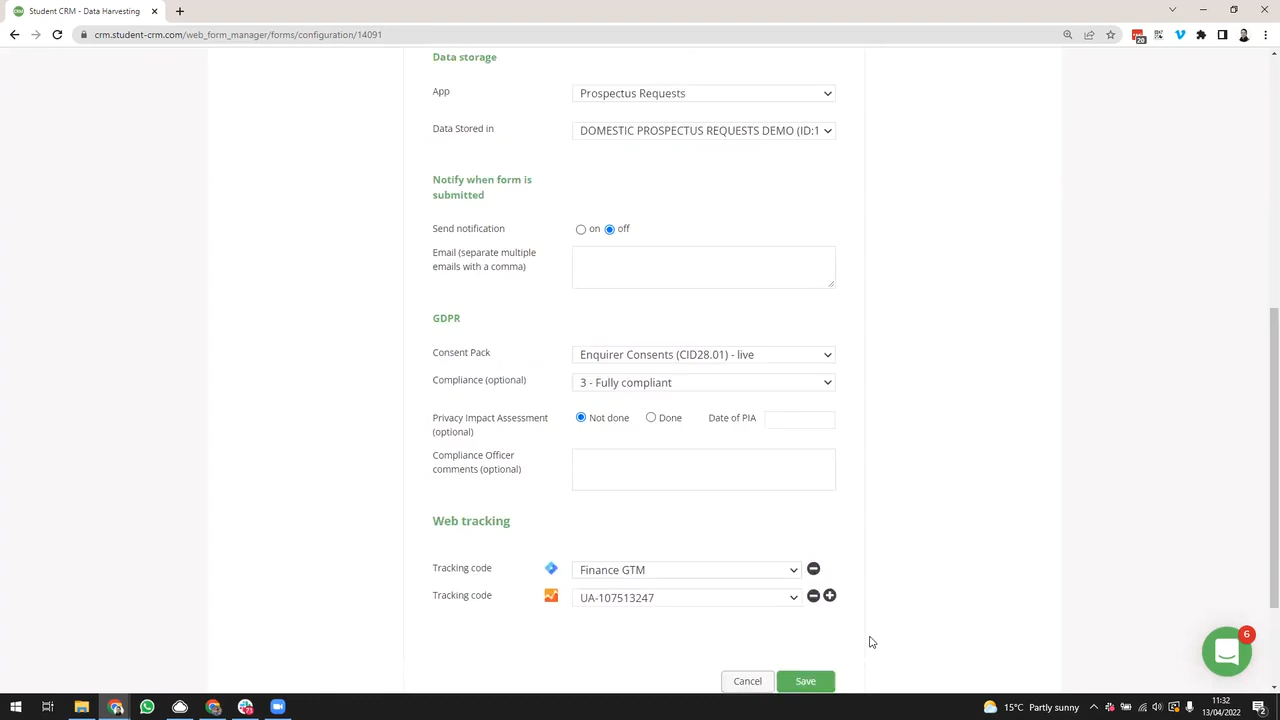 Student CRM - Data Harvesting
crm.student-crm.com/web_form_manager/forms/configuration/14091
20
Data storage
App
Prospectus Requests
Data Stored in
DOMESTIC PROSPECTUS REQUESTS DEMO (ID:1
Notify when form is
submitted
Send notification
on
off
Email (separate multiple
emails with a comma)
GDPR
Consent Pack
Enquirer Consents (CID28.01) - live
Compliance (optional)
3 - Fully compliant
Privacy Impact Assessment
(optional)
Not done
Done
Date of PIA
Compliance Officer
comments (optional)
Web tracking
Tracking code
Finance GTM
Tracking code
UA-107513247
6
Cancel
Save
15°C Partly sunny
11:32
13/04/2022
2